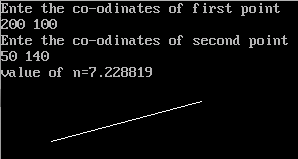 Ente the co-odinates of first point
200 100
Ente the co-odinates of second point
50 140
value of n=7.228819